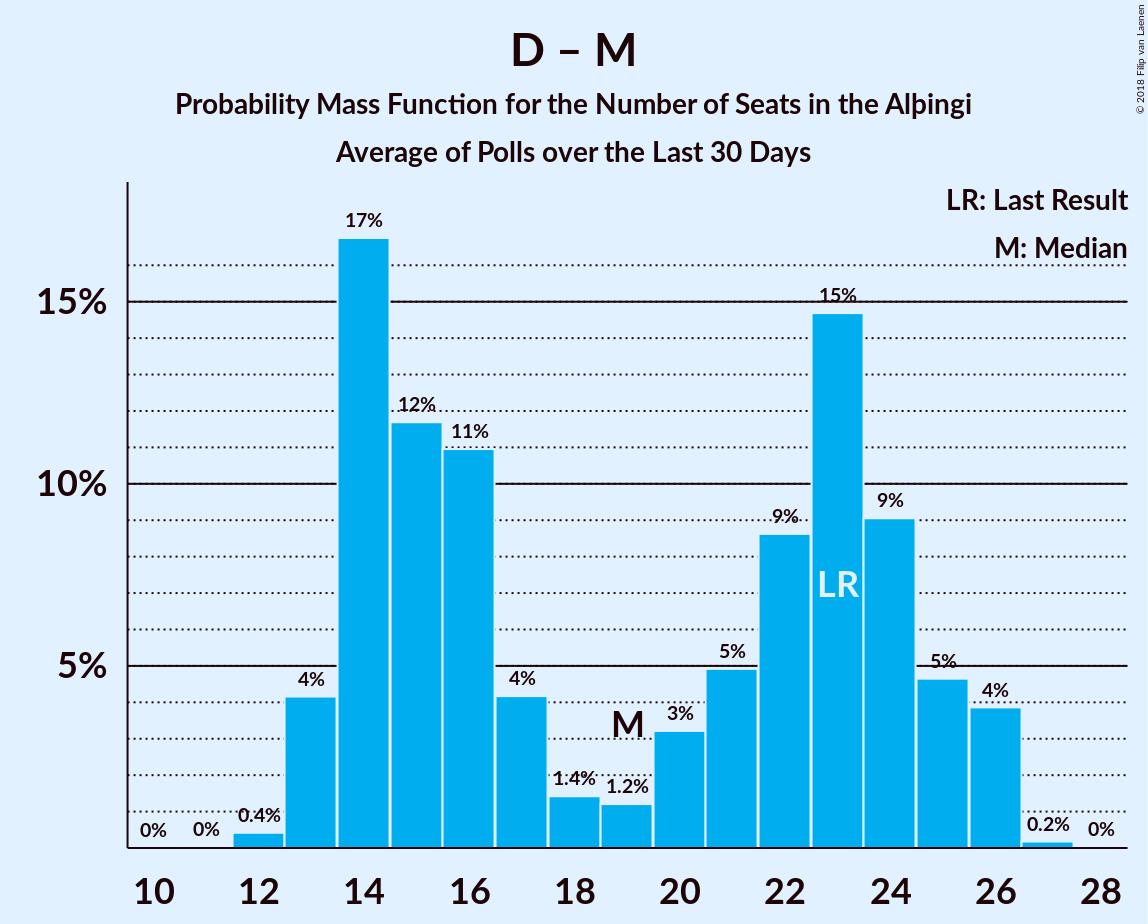 D – M
Probability Mass Function for the Number of Seats in the Alþingi
Average of Polls over the Last 30 Days
© 2018 Filip van Laenen
LR: Last Result
M: Median
15%
10%
5%
0%
0%
0.4%
4%
17%
12%
11%
4%
1.4%
1.2%
M
3%
5%
9%
15%
LR
9%
5%
4%
0.2%
0%
10 12 14 16 18 20 22 24 26 28